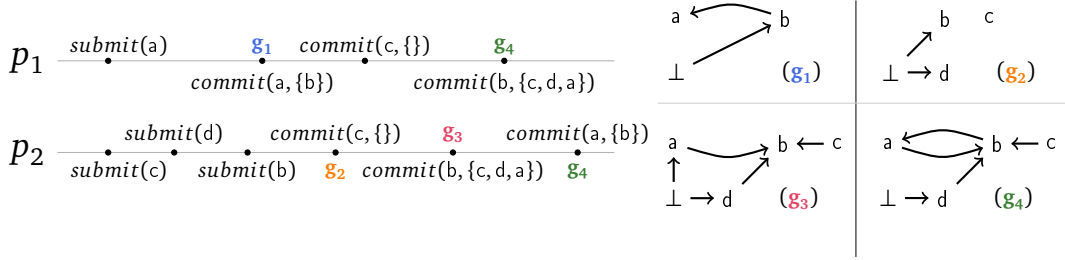 submit(a) g1 commit(c, {}) g4
p1
commit(a, {b}) commit(b, {c, d, a})
submit(d) commit(c, {}) g3 commit(a, {b})
p2
submit(c) submit(b) g2 commit(b, {c, d, a}) g4
a b
⊥ (g1)
b c
⊥ d (g2)
a b c
⊥ d (g3)
a b c
⊥ d (g4)